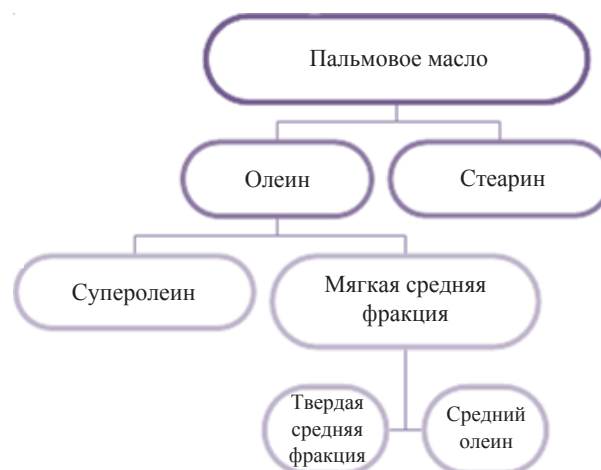 Пальмовое масло
Олеин
Стеарин
Суперолеин
Мягкая средняя
фракция
Твердая
средняя
фракция
Средний
олеин